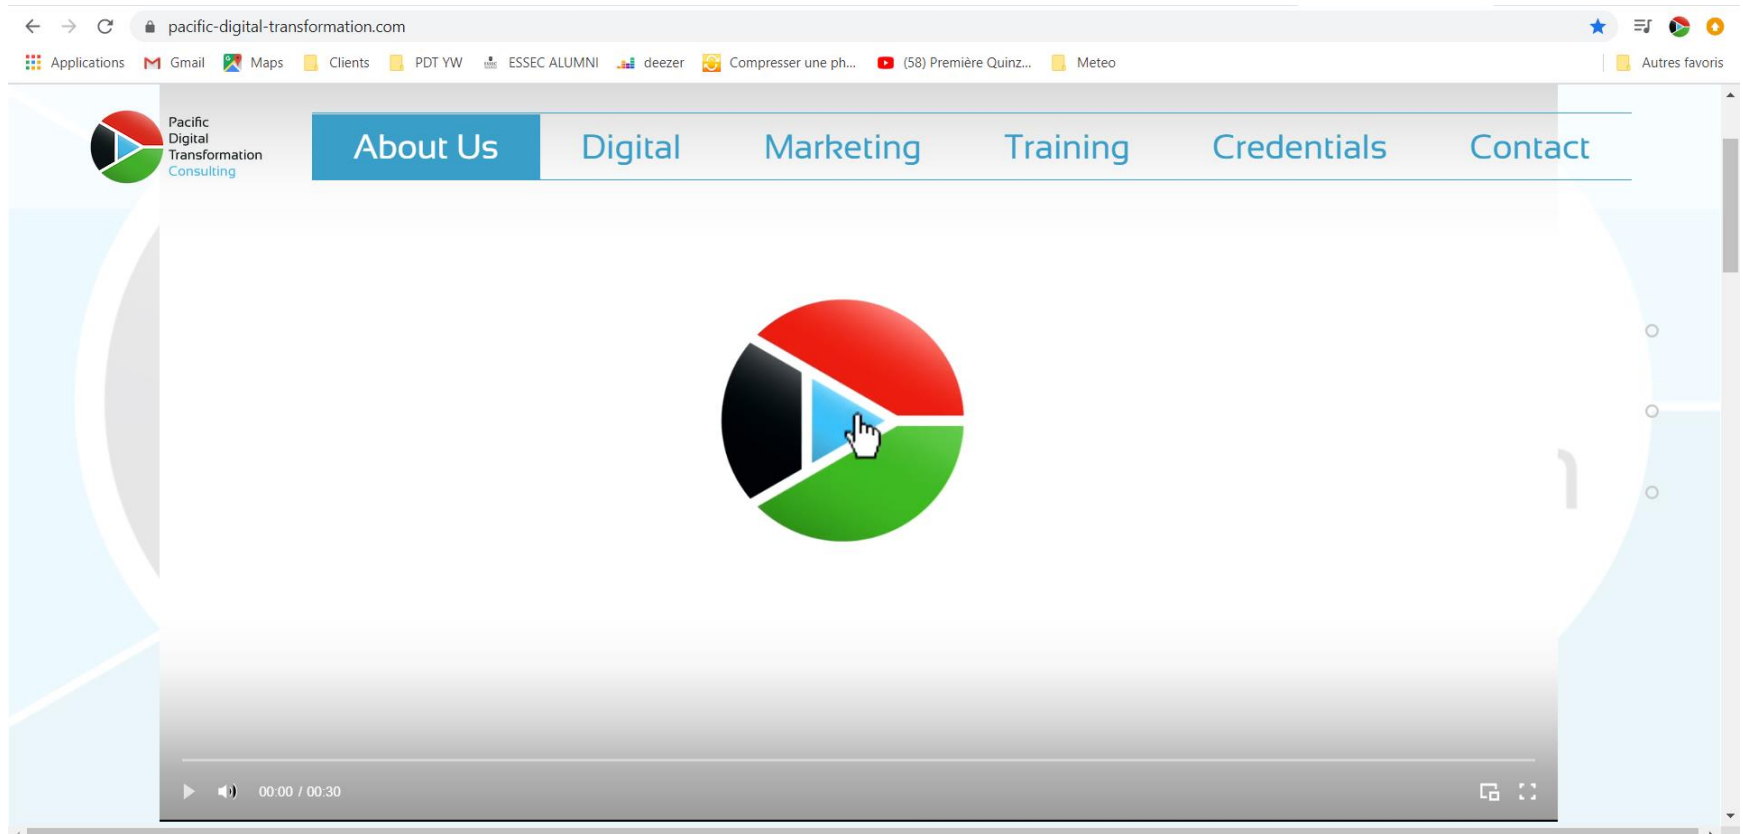 pacific-digital-transformation.com
Applications Gmail Maps Clients PDT YW ESSEC ALUMNI deezer Compresser une ph... (58) Première Quinz... Meteo Autres favoris
Pacific
Digital
Transformation
Consulting
About Us Digital Marketing Training Credentials Contact
00:00 / 00:30